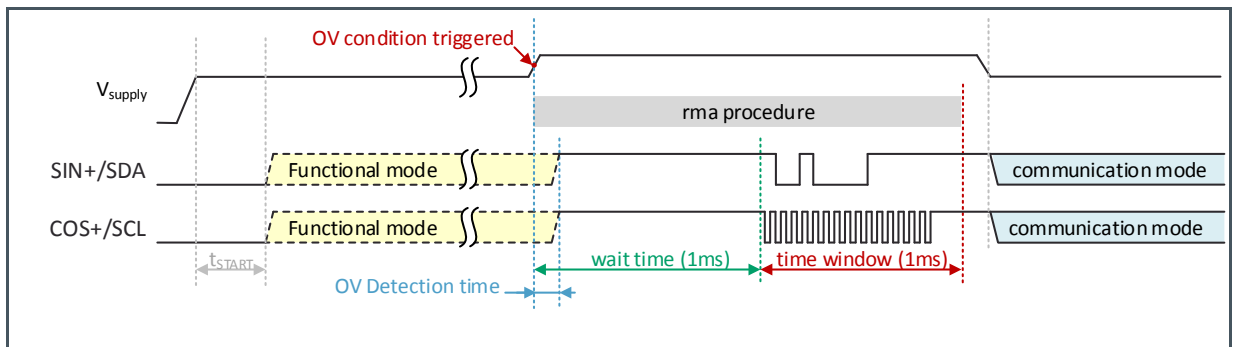 OV condition triggered
Vsupply
rma procedure
SIN+/SDA
Functional mode
communication mode
COS+/SCL
Functional mode
communication mode
tSTART
wait time (1ms)
time window (1ms)
OV Detection time